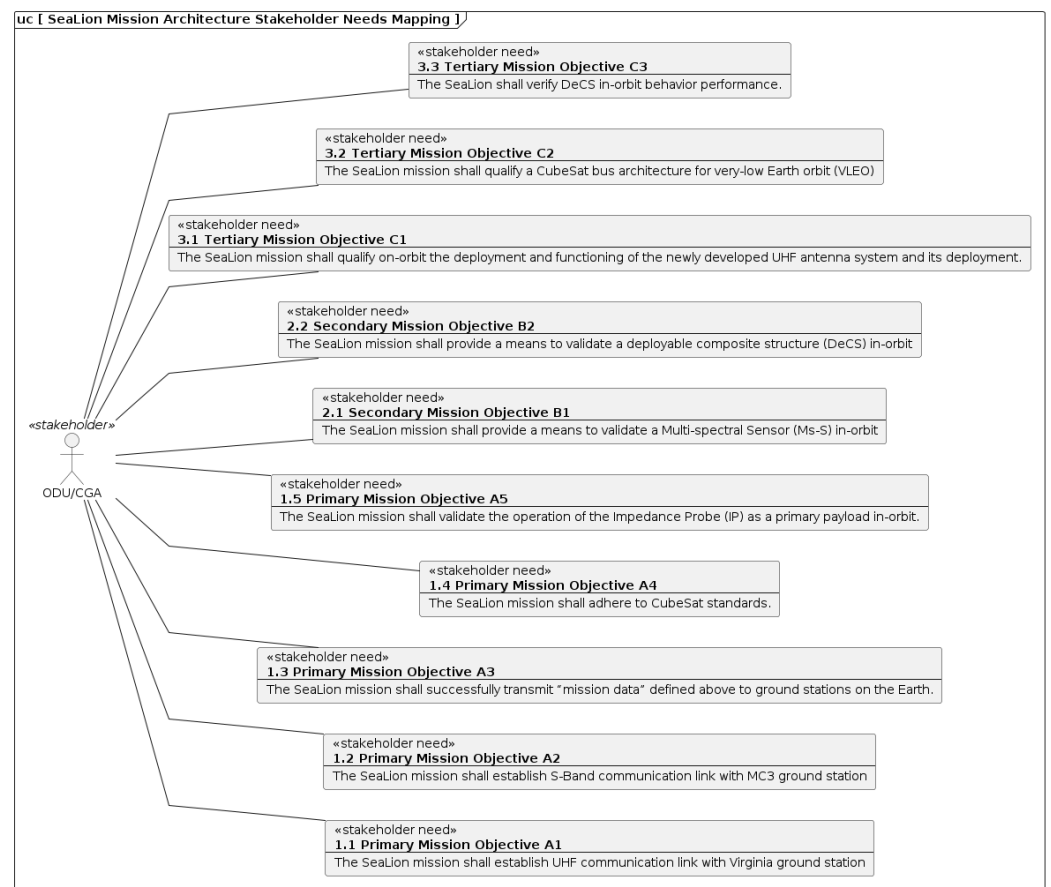 uc [ SeaLion Mission Architecture Stakeholder Needs Mapping ]
«stakeholder need»
3.3 Tertiary Mission Objective C3
The SeaLion shall verify DeCS in-orbit behavior performance.
«stakeholder need»
3.2 Tertiary Mission Objective C2
The SeaLion mission shall qualify a CubeSat bus architecture for very-low Earth orbit (VLEO)
«stakeholder need»
3.1 Tertiary Mission Objective C1
The SeaLion mission shall qualify on-orbit the deployment and functioning of the newly developed UHF antenna system and its deployment.
«stakeholder need»
2.2 Secondary Mission Objective B2
The SeaLion mission shall provide a means to validate a deployable composite structure (DeCS) in-orbit
«stakeholder need»
2.1 Secondary Mission Objective B1
The SeaLion mission shall provide a means to validate a Multi-spectral Sensor (Ms-S) in-orbit
«stakeholder»
ODU/CGA
«stakeholder need»
1.5 Primary Mission Objective A5
The SeaLion mission shall validate the operation of the Impedance Probe (IP) as a primary payload in-orbit.
«stakeholder need»
1.4 Primary Mission Objective A4
The SeaLion mission shall adhere to CubeSat standards.
«stakeholder need»
1.3 Primary Mission Objective A3
The SeaLion mission shall successfully transmit “mission data” defined above to ground stations on the Earth.
«stakeholder need»
1.2 Primary Mission Objective A2
The SeaLion mission shall establish S-Band communication link with MC3 ground station
«stakeholder need»
1.1 Primary Mission Objective A1
The SeaLion mission shall establish UHF communication link with Virginia ground station